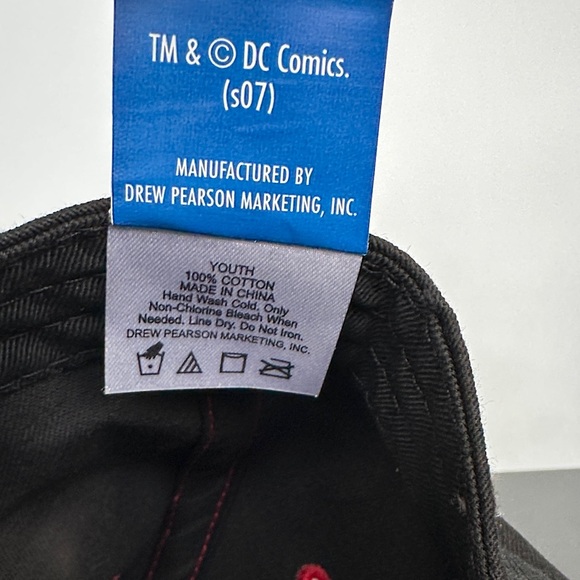 TM & © DC Comics.
(s07)
MANUFACTURED BY
DREW PEARSON MARKETING, INC.
YOUTH
100% COTTON
MADE IN CHINA
Hand Wash Cold, Only
Non-Chlorine Bleach When
Needed. Line Dry. Do Not Iron.
DREW PEARSON MARKETING, INC.